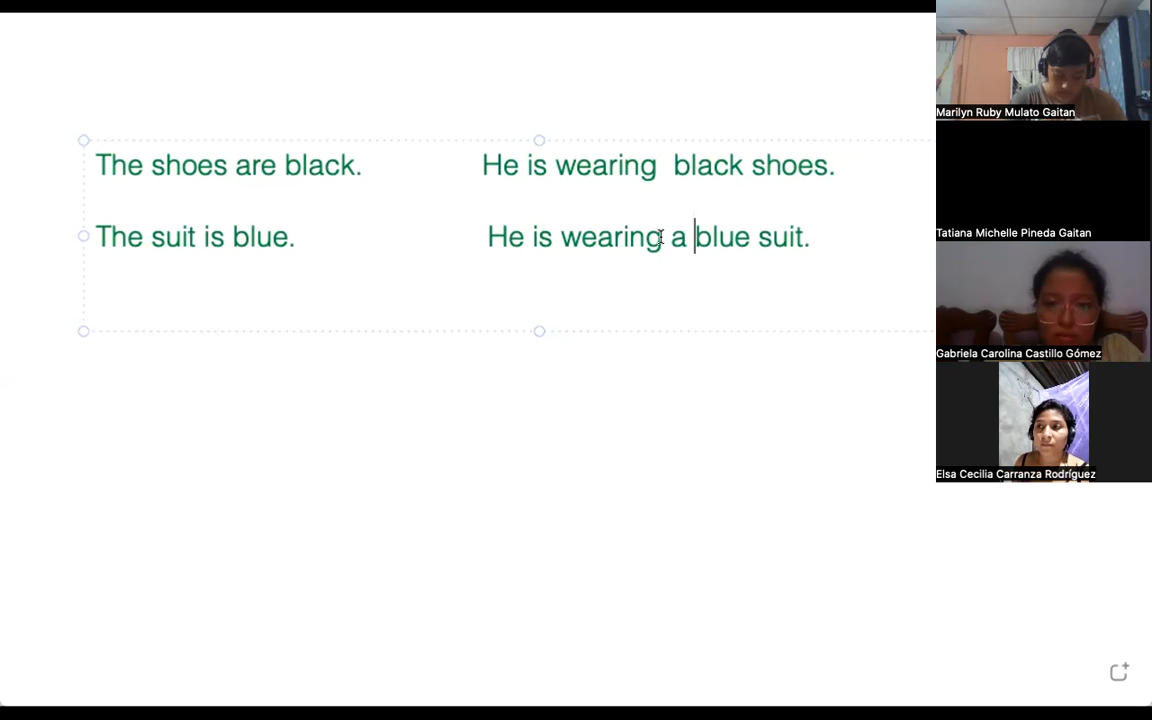 The shoes are black. He is wearing  black shoes.
The suit is blue. He is wearing a blue suit.
Marilyn Ruby Mulato Gaitan
Tatiana Michelle Pineda Gaitan
Gabriela Carolina Castillo Gómez
Elsa Cecilia Carranza Rodríguez